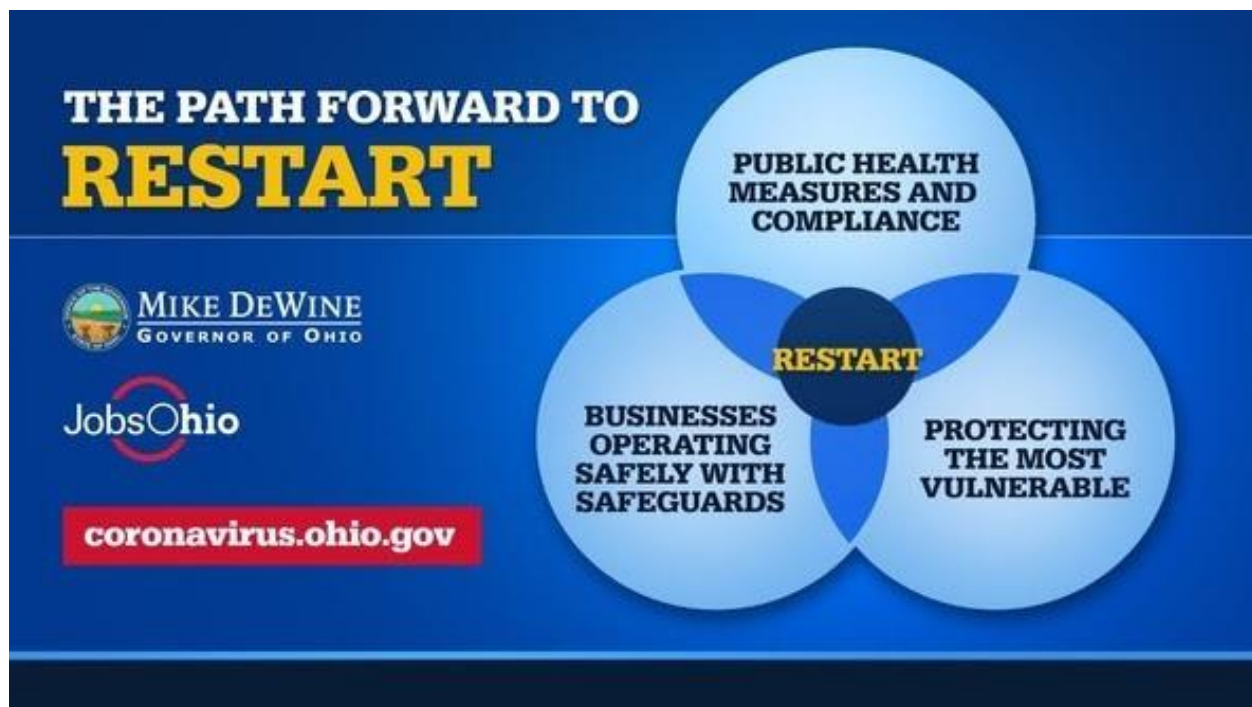 THE PATH FORWARD TO
RESTART
MIKE DEWINE
GOVERNOR OF OHIO
JobsOhio
coronavirus.ohio.gov
PUBLIC HEALTH
MEASURES AND
COMPLIANCE
RESTART
BUSINESSES
OPERATING
SAFELY WITH
SAFEGUARDS
PROTECTING
THE MOST
VULNERABLE